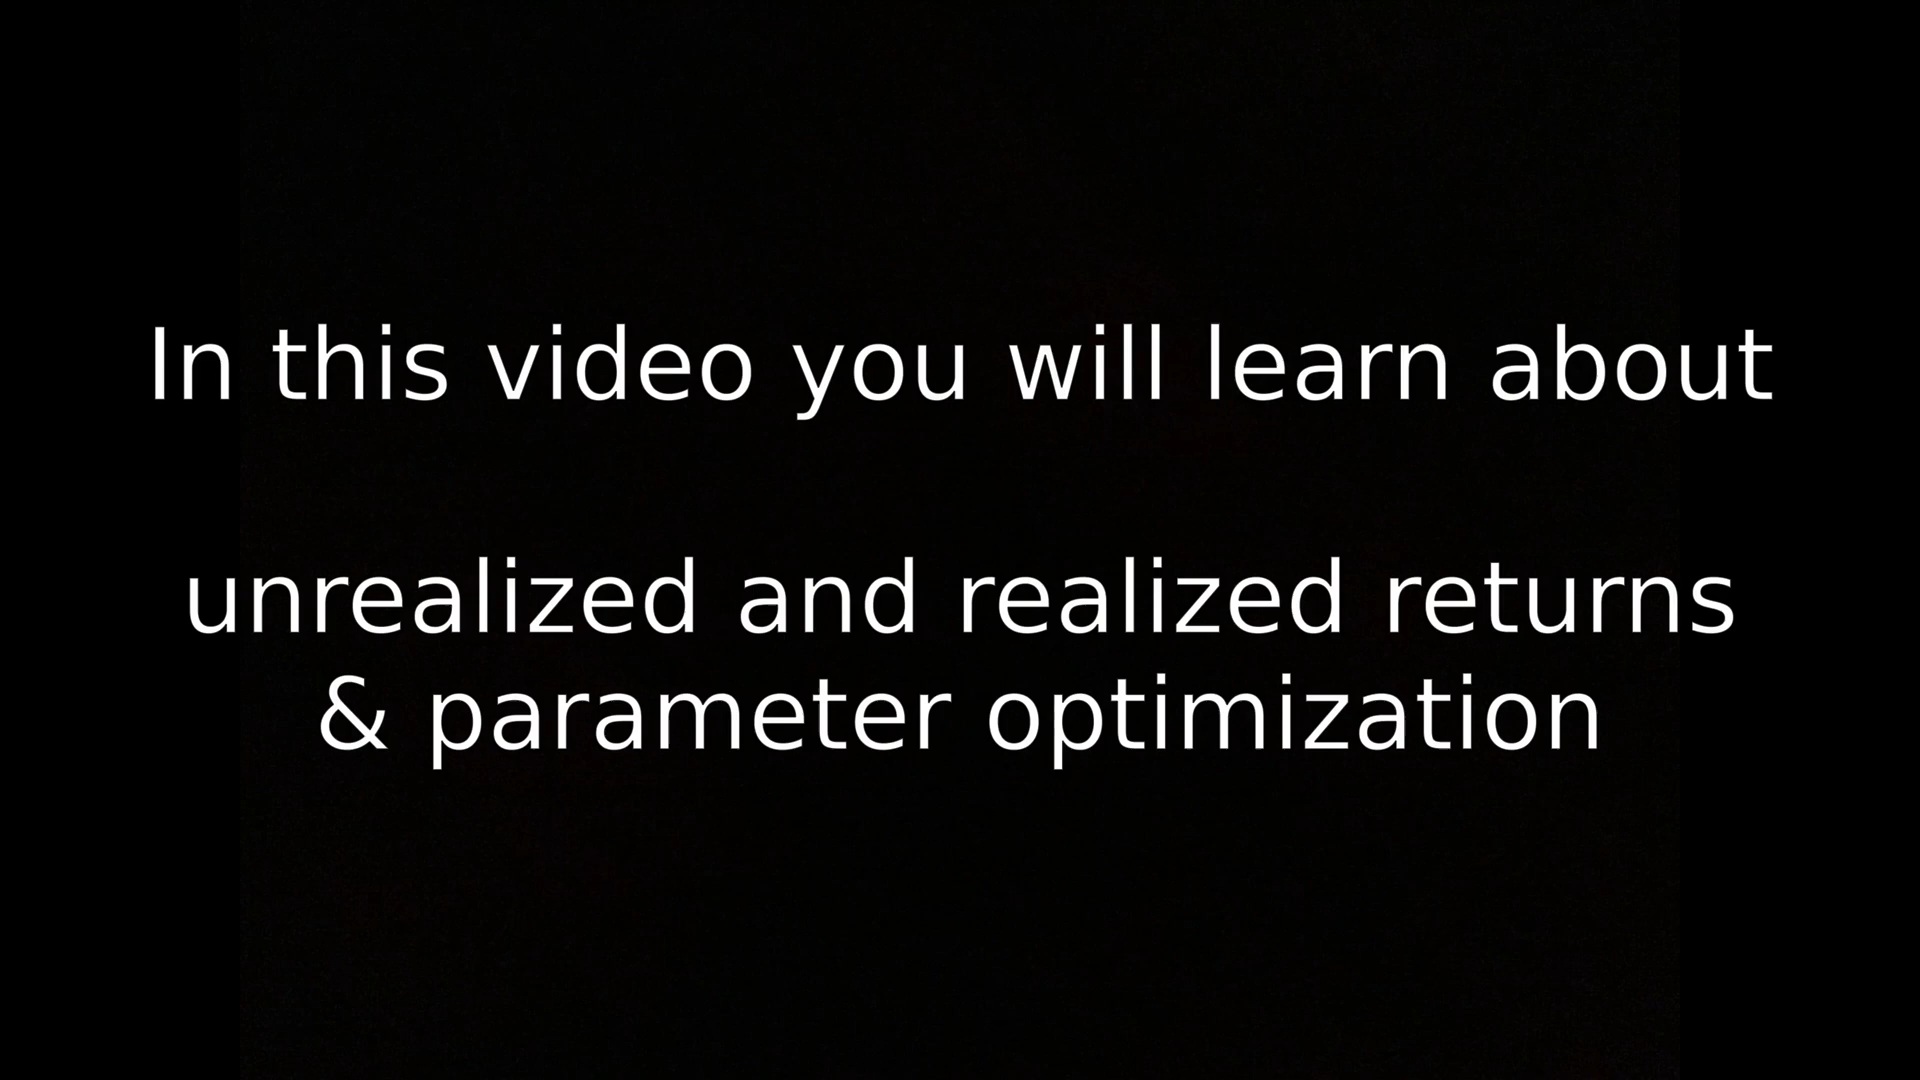 In this video you will learn about
unrealized and realized returns
& parameter optimization